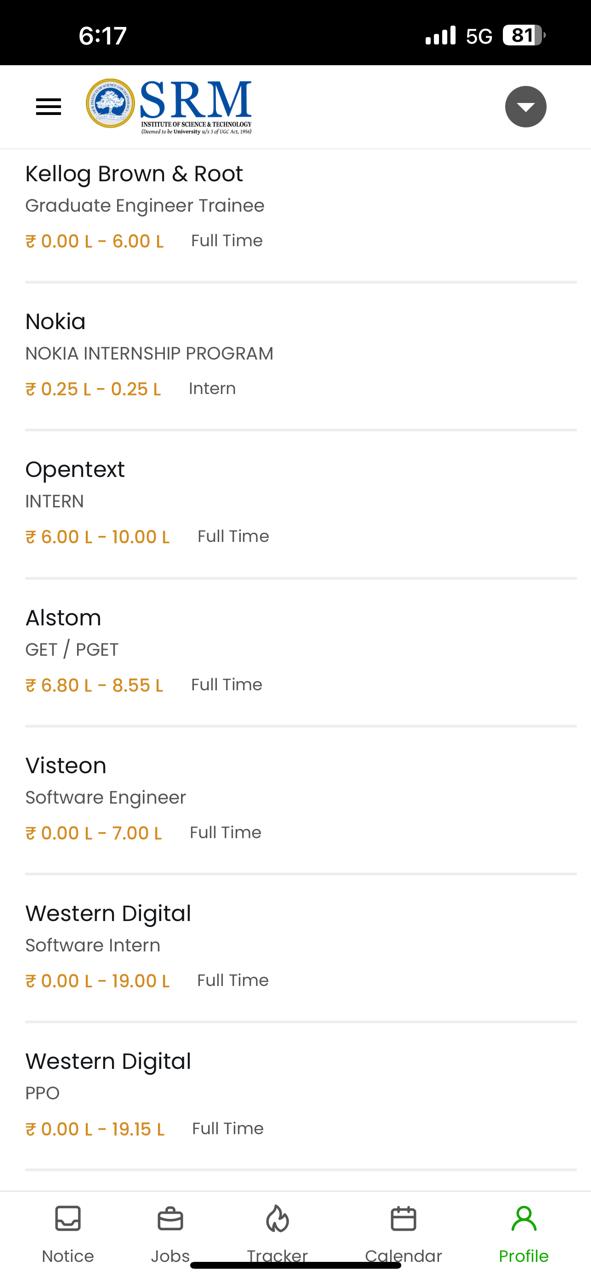 6:17
5G 81
SRM
INSTITUTE OF SCIENCE & TECHNOLOGY
(Deemed to be University u/s 3 of UGC Act, 1956)
Kellog Brown & Root
Graduate Engineer Trainee
₹ 0.00 L - 6.00 L Full Time
Nokia
NOKIA INTERNSHIP PROGRAM
₹ 0.25 L - 0.25 L Intern
Opentext
INTERN
₹ 6.00 L - 10.00 L Full Time
Alstom
GET / PGET
₹ 6.80 L - 8.55 L Full Time
Visteon
Software Engineer
₹ 0.00 L - 7.00 L Full Time
Western Digital
Software Intern
₹ 0.00 L - 19.00 L Full Time
Western Digital
PPO
₹ 0.00 L - 19.15 L Full Time
Notice Jobs Tracker Calendar Profile